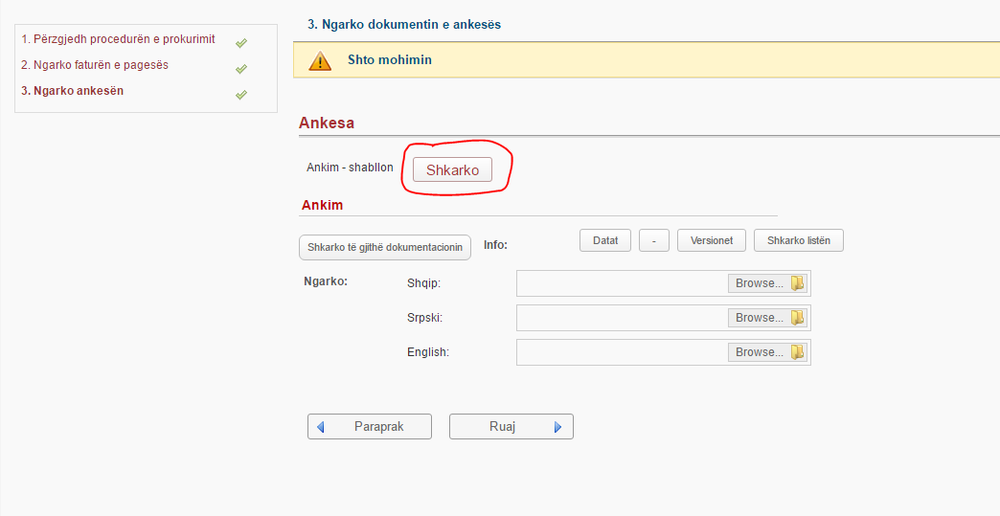 1. Përzgjedh procedurën e prokurimit
2. Ngarko faturën e pagesës
3. Ngarko ankesën
3. Ngarko dokumentin e ankesës
Shto mohimin
Ankesa
Ankim - shabllon Shkarko
Ankim
Shkarko të gjithë dokumentacionin Info: Datat - Versionet Shkarko listën
Ngarko: Shqip: Browse...
Srpski: Browse...
English: Browse...
Paraprak Ruaj